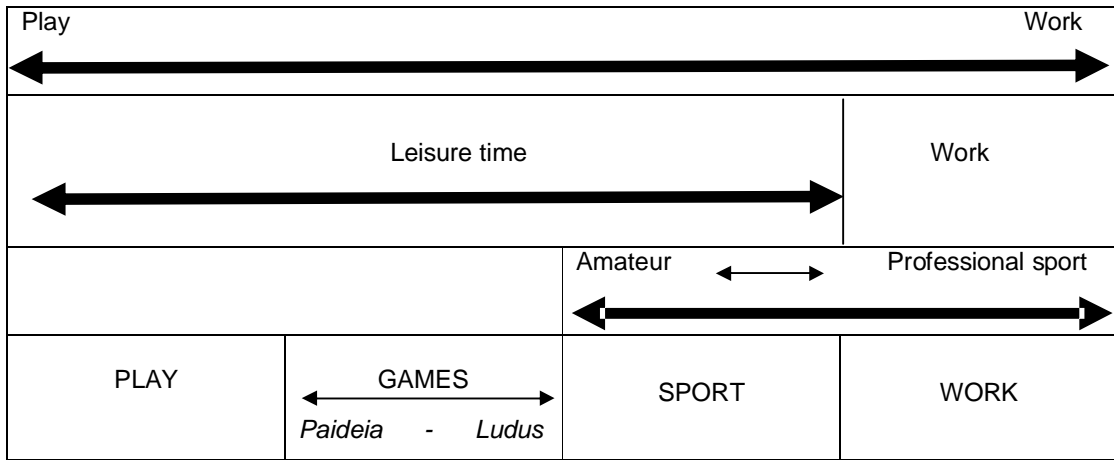 Play Work
Leisure time Work
Amateur Professional sport
PLAY GAMES SPORT WORK
Paideia - Ludus